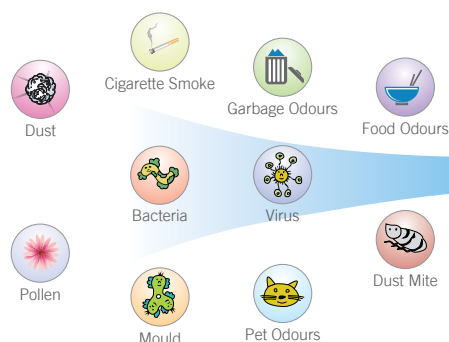 Cigarette Smoke
Garbage Odours
Food Odours
Dust
Bacteria
Virus
Pollen
Dust Mite
Mould
Pet Odours